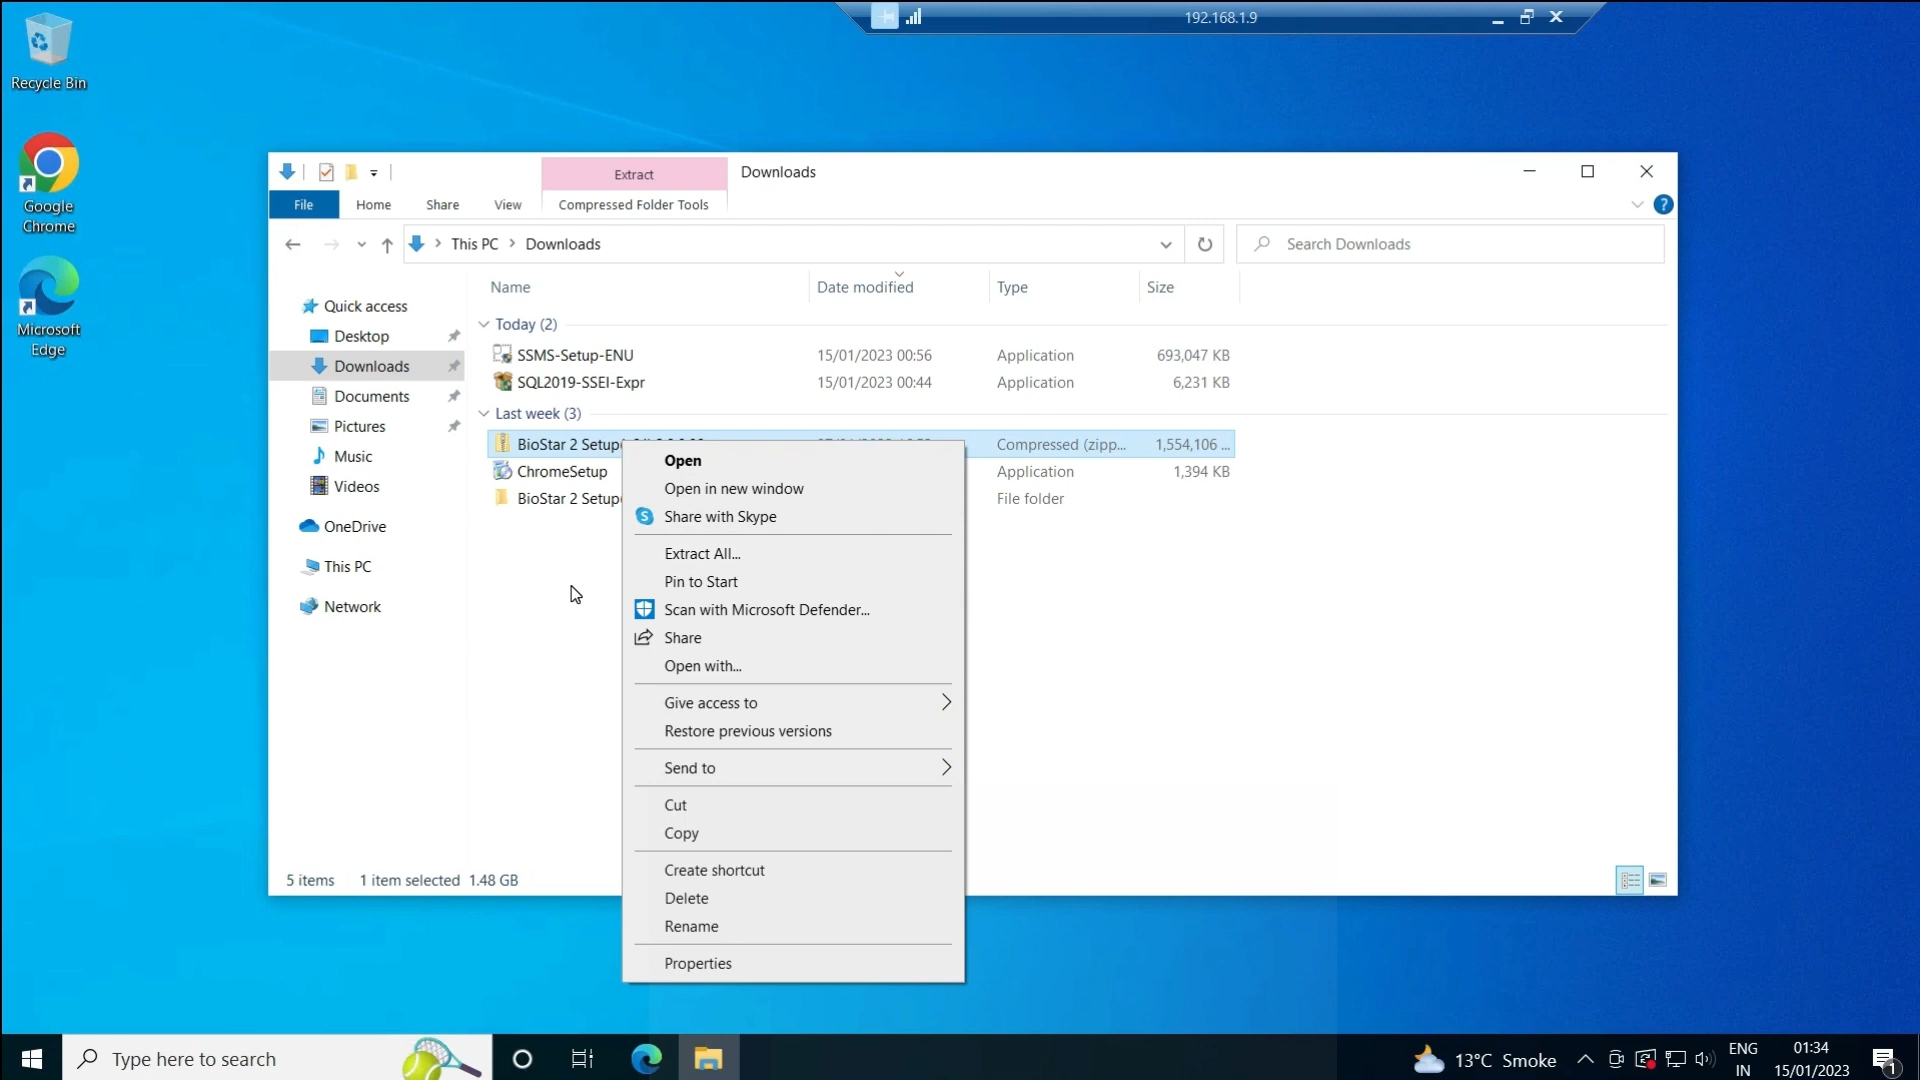 192.168.1.9
Recycle Bin
Google
Chrome
Microsoft
Edge
Extract
Downloads
File
Home
Share
View
Compressed Folder Tools
This PC
Downloads
Search Downloads
Name
Date modified
Type
Size
Quick access
Desktop
Downloads
Documents
Pictures
Music
Videos
OneDrive
This PC
Network
Today (2)
SSMS-Setup-ENU 15/01/2023 00:56 Application 693,047 KB
SQL2019-SSEI-Expr 15/01/2023 00:44 Application 6,231 KB
Last week (3)
BioStar 2 Setup Compressed (zipp... 1,554,106 ...
ChromeSetup Application 1,394 KB
BioStar 2 Setup File folder
Open
Open in new window
Share with Skype
Extract All...
Pin to Start
Scan with Microsoft Defender...
Share
Open with...
Give access to
Restore previous versions
Send to
Cut
Copy
Create shortcut
Delete
Rename
Properties
5 items 1 item selected 1.48 GB
Type here to search
13°C Smoke
ENG
IN
01:34
15/01/2023
1